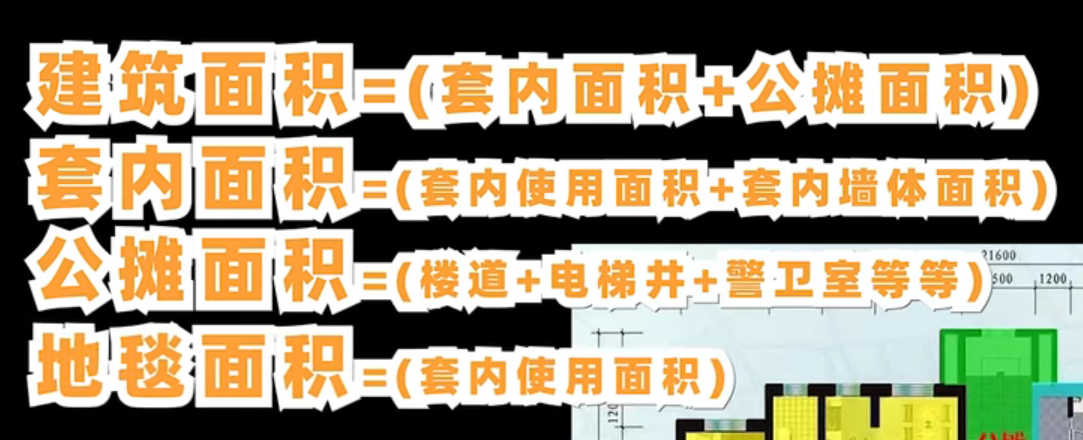 建筑面积=(套内面积+公摊面积)
套内面积=(套内使用面积+套内墙体面积)
公摊面积=(楼道+电梯井+警卫室等等)
21600
500 1200
地毯面积=(套内使用面积)
120